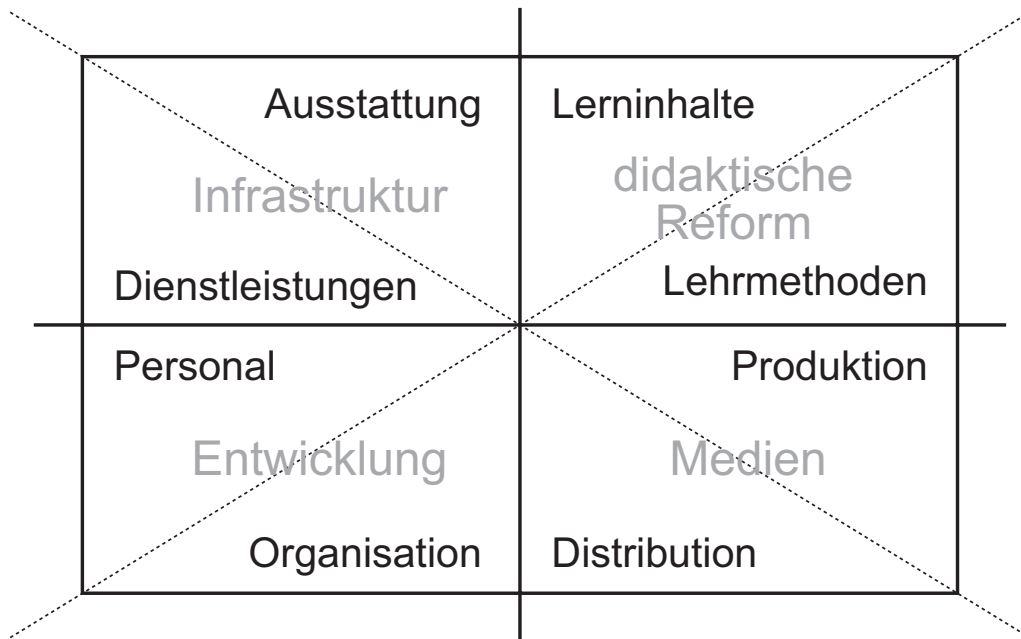 Ausstattung
Lerninhalte
Infrastruktur
didaktische
Reform
Dienstleistungen
Lehrmethoden
Personal
Produktion
Entwicklung
Medien
Organisation
Distribution